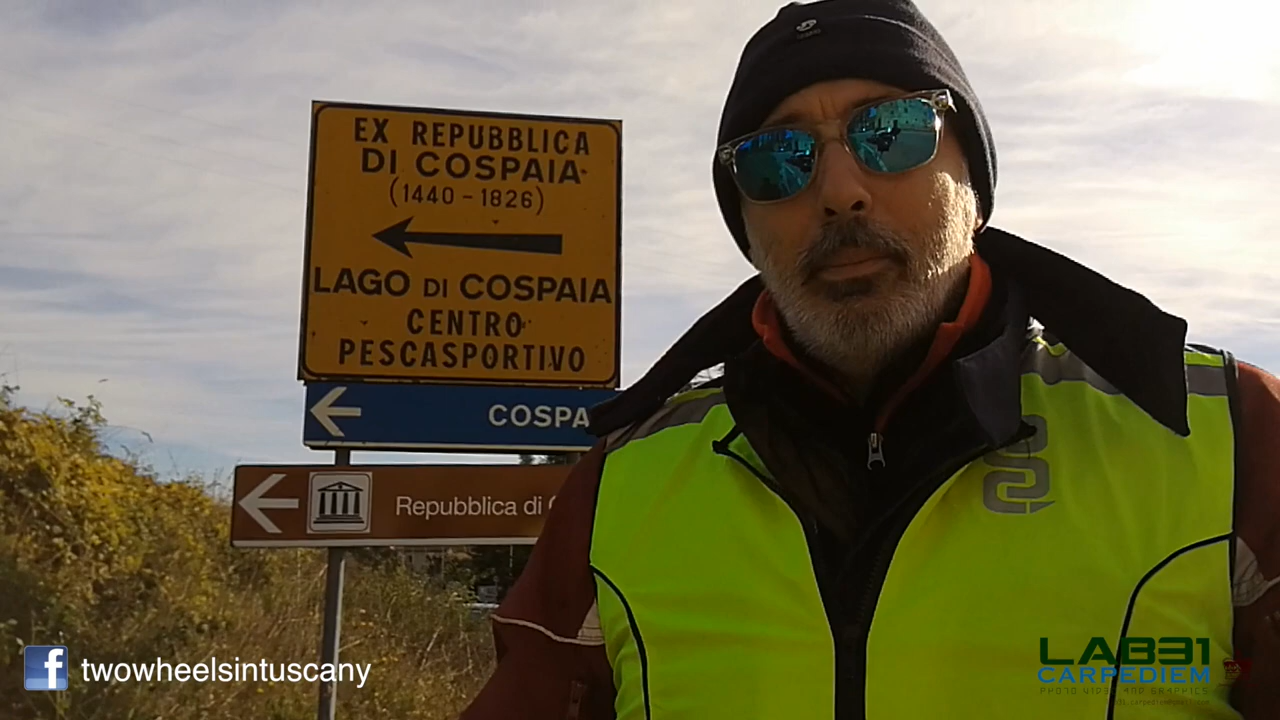 EX REPUBBLICA
DI COSPAIA
(1440-1826)
LAGO DI COSPAIA
CENTRO
PESCASPORTIVO
COSPA
Repubblica di
f twowheelsintuscany
LAB31
CARPEDIEM
PHOTO VIDEO AND GRAPHICS